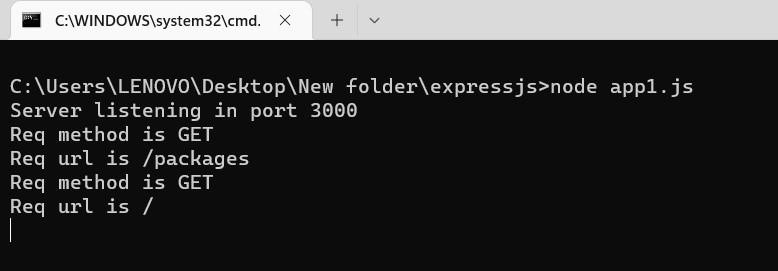 C:\WINDOWS\system32\cmd.
C:\Users\LENOVO\Desktop\New folder\expressjs>node app1.js
Server listening in port 3000
Req method is GET
Req url is /packages
Req method is GET
Req url is /